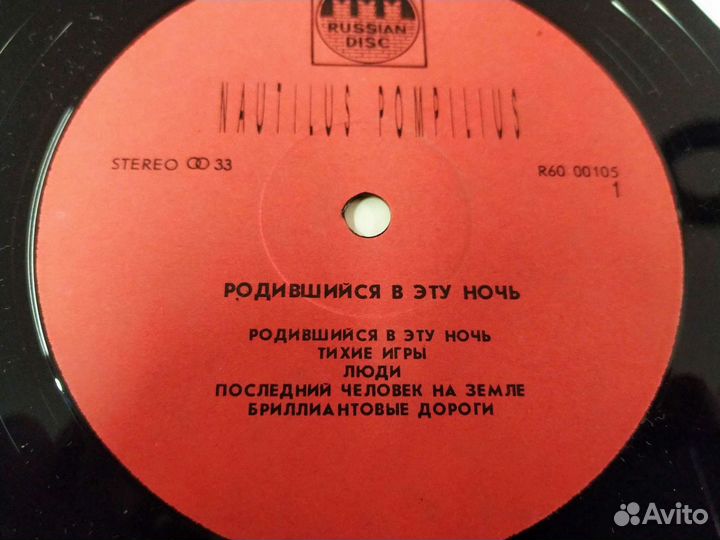 RUSSIAN
DISC
NAUTILUS POMPILIUS
STEREO 33
R60 00105
1
РОДИВШИЙСЯ В ЭТУ НОЧЬ
РОДИВШИЙСЯ В ЭТУ НОЧЬ
ТИХИЕ ИГРЫ
ЛЮДИ
ПОСЛЕДНИЙ ЧЕЛОВЕК НА ЗЕМЛЕ
БРИЛЛИАНТОВЫЕ ДОРОГИ
Avito